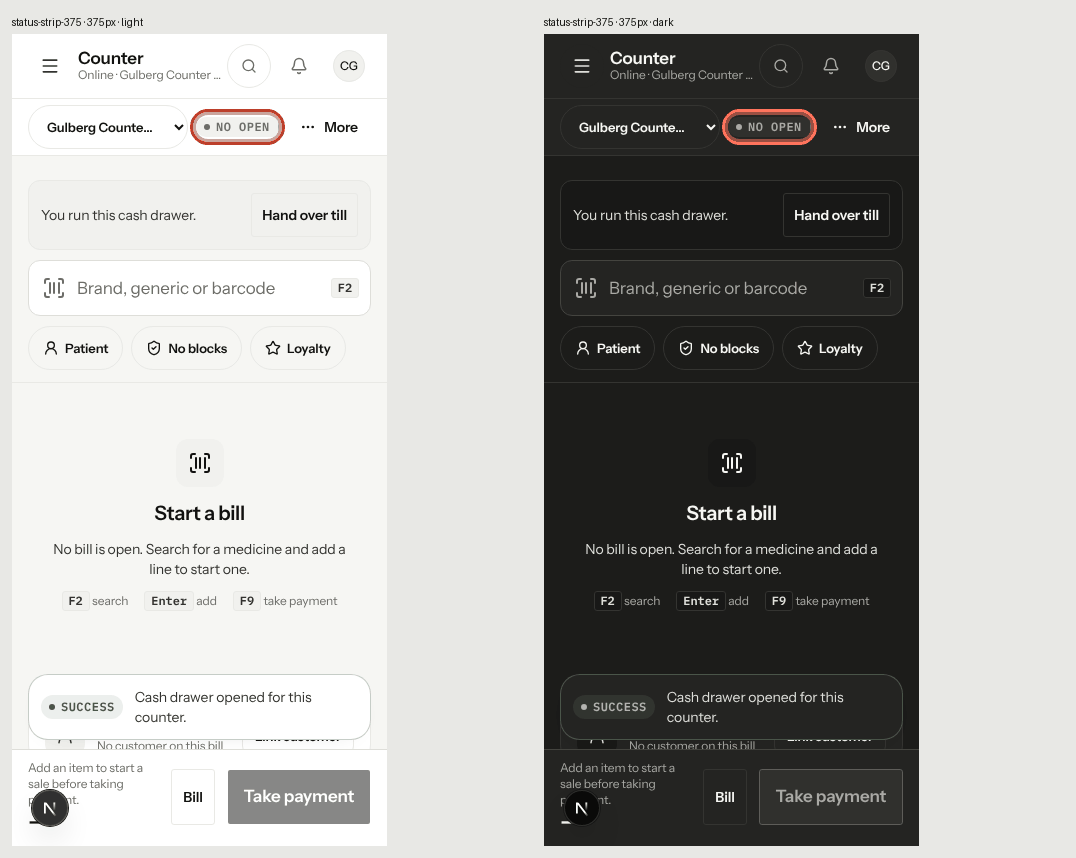 status-strip-375 · 375px · light
Counter
Online · Gulberg Counter ...
CG
Gulberg Counte...
NO OPEN
More
You run this cash drawer.
Hand over till
Brand, generic or barcode
F2
Patient
No blocks
Loyalty
Start a bill
No bill is open. Search for a medicine and add a
line to start one.
F2 search Enter add F9 take payment
SUCCESS
Cash drawer opened for this
counter.
No customer on this bill
Add an item to start a
sale before taking
Bill
Take payment
N
status-strip-375 · 375px · dark
Counter
Online · Gulberg Counter ...
CG
Gulberg Counte...
NO OPEN
More
You run this cash drawer.
Hand over till
Brand, generic or barcode
F2
Patient
No blocks
Loyalty
Start a bill
No bill is open. Search for a medicine and add a
line to start one.
F2 search Enter add F9 take payment
SUCCESS
Cash drawer opened for this
counter.
No customer on this bill
Add an item to start a
sale before taking
Bill
Take payment
N